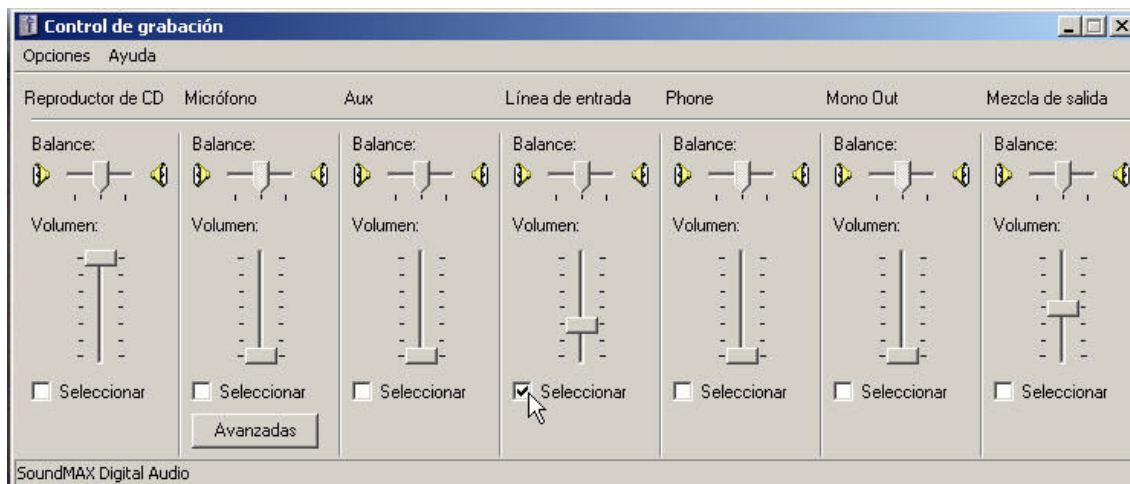 Control de grabación
Opciones Ayuda
Reproductor de CD Micrófono Aux Línea de entrada Phone Mono Out Mezcla de salida
Balance: Balance: Balance: Balance: Balance: Balance: Balance:
Volumen: Volumen: Volumen: Volumen: Volumen: Volumen: Volumen:
Seleccionar Seleccionar Seleccionar Seleccionar Seleccionar Seleccionar Seleccionar
Avanzadas
SoundMAX Digital Audio